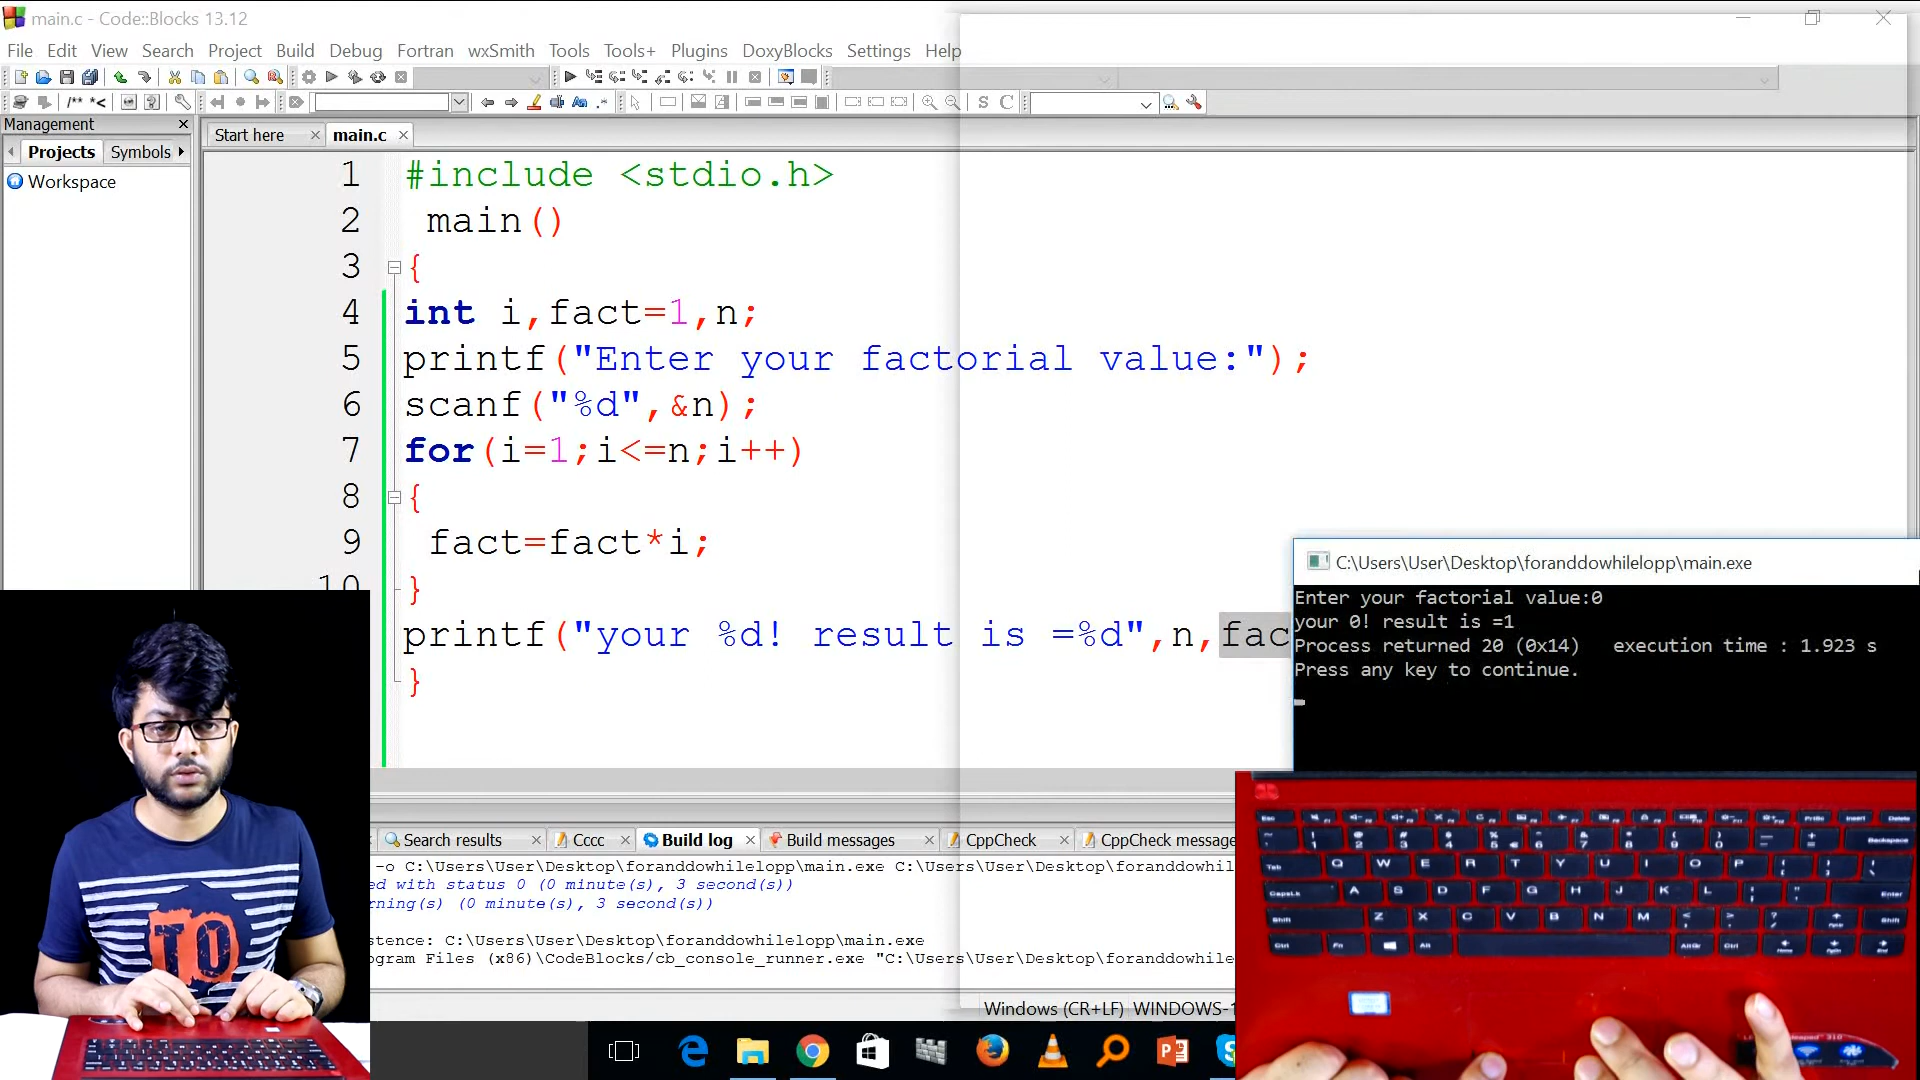 main.c - Code::Blocks 13.12
File Edit View Search Project Build Debug Fortran wxSmith Tools Tools+ Plugins DoxyBlocks Settings Help
/** *<
S C
Management
Start here
main.c
Projects
Symbols
Workspace
1 #include <stdio.h>
2 main()
3 {
4 int i,fact=1,n;
5 printf("Enter your factorial value:");
6 scanf("%d",&n);
7 for(i=1;i<=n;i++)
8 {
9 fact=fact*i;
10 }
printf("your %d! result is =%d",n,fac
}
C:\Users\User\Desktop\foranddowhilelopp\main.exe
Enter your factorial value:0
your 0! result is =1
Process returned 20 (0x14) execution time : 1.923 s
Press any key to continue.
Search results
Cccc
Build log
Build messages
CppCheck
CppCheck message
-o C:\Users\User\Desktop\foranddowhilelopp\main.exe C:\Users\User\Desktop\foranddowhilelopp
ed with status 0 (0 minute(s), 3 second(s))
rning(s) (0 minute(s), 3 second(s))
stence: C:\Users\User\Desktop\foranddowhilelopp\main.exe
ogram Files (x86)\CodeBlocks/cb_console_runner.exe "C:\Users\User\Desktop\foranddowhile
Windows (CR+LF) WINDOWS-1
TO
Q W E R T Y U I O P
A S D F G H J K L
Z X C V B N M